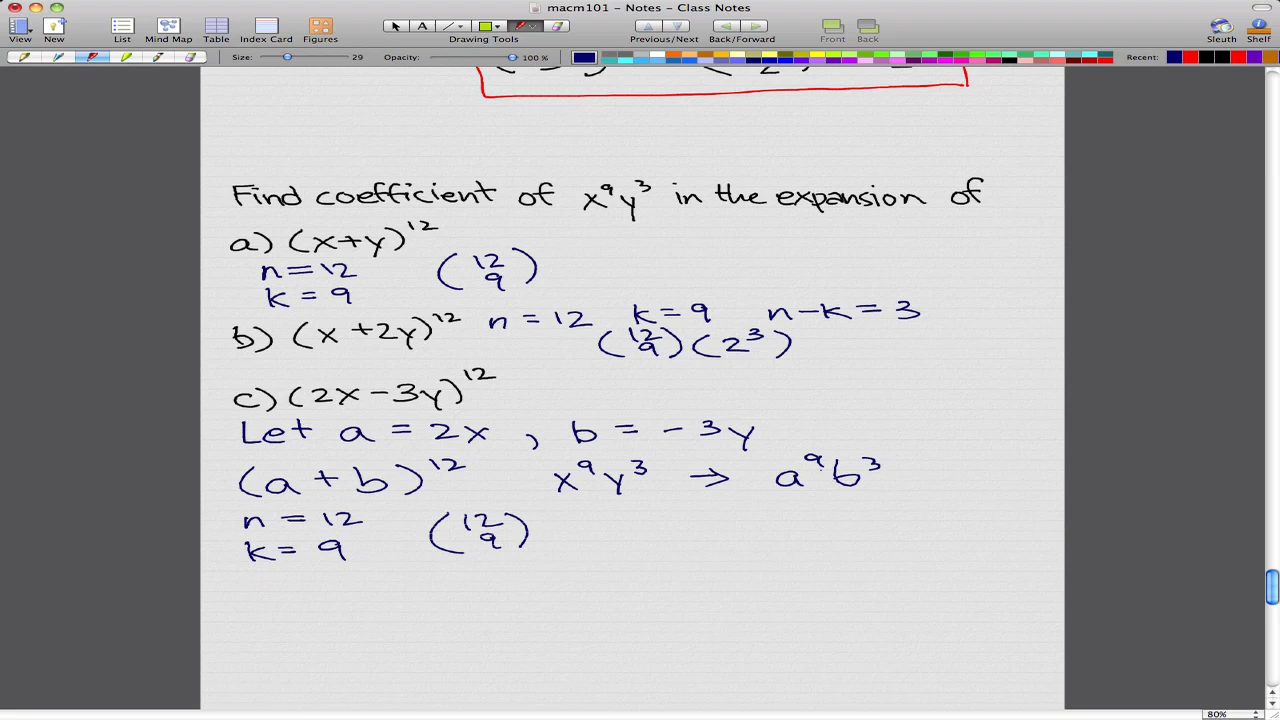 macm101 - Notes - Class Notes
View New List Mind Map Table Index Card Figures Drawing Tools Previous/Next Back/Forward Front Back Sleuth Shelf
Size: 29 Opacity: 100 % Recent:
Find coefficient of x⁹y³ in the expansion of
a) (x+y)¹²
n = 12 (12 9)
k = 9
b) (x + 2y)¹² n = 12 k = 9 n-k = 3
(12 9)(2³)
c) (2x - 3y)¹²
Let a = 2x , b = -3y
(a + b)¹² x⁹y³ → a⁹b³
n = 12 (12 9)
k = 9
80%